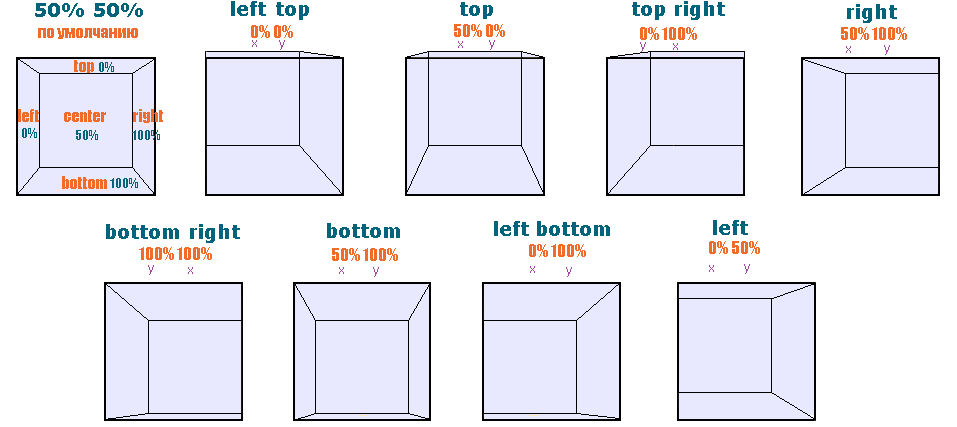 50% 50%
по умолчанию
top 0%
left center right
0% 50% 100%
bottom 100%
left top
0% 0%
x y
top
50% 0%
x y
top right
0% 100%
y x
right
50% 100%
x y
bottom right
100% 100%
y x
bottom
50% 100%
x y
left bottom
0% 100%
x y
left
0% 50%
x y